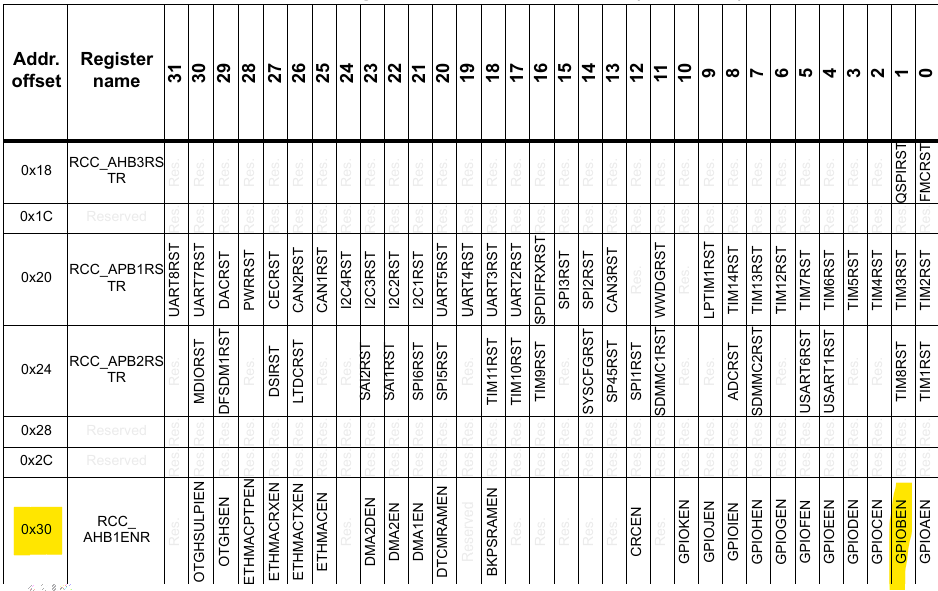 Addr. offset Register name 31 30 29 28 27 26 25 24 23 22 21 20 19 18 17 16 15 14 13 12 11 10 9 8 7 6 5 4 3 2 1 0
0x18 RCC_AHB3RS TR Res. Res. Res. Res. Res. Res. Res. Res. Res. Res. Res. Res. Res. Res. Res. Res. Res. Res. Res. Res. Res. Res. Res. Res. Res. Res. Res. Res. Res. Res. QSPIRST FMCRST
0x1C Reserved Res. Res. Res. Res. Res. Res. Res. Res. Res. Res. Res. Res. Res. Res. Res. Res. Res. Res. Res. Res. Res. Res. Res. Res. Res. Res. Res. Res. Res. Res. Res. Res.
0x20 RCC_APB1RS TR UART8RST UART7RST DACRST PWRRST CECRST CAN2RST CAN1RST I2C4RST I2C3RST I2C2RST I2C1RST UART5RST UART4RST UART3RST UART2RST SPDIFRXRST SPI3RST SPI2RST CAN3RST Res. WWDGRST Res. LPTIM1RST TIM14RST TIM13RST TIM12RST TIM7RST TIM6RST TIM5RST TIM4RST TIM3RST TIM2RST
0x24 RCC_APB2RS TR Res. MDIORST DFSDM1RST Res. DSIRST LTDCRST Res. Res. SAI2RST SAI1RST SPI6RST SPI5RST Res. TIM11RST TIM10RST TIM9RST Res. SYSCFGRST SP45RST SPI1RST SDMMC1RST Res. Res. ADCRST SDMMC2RST Res. USART6RST USART1RST Res. Res. TIM8RST TIM1RST
0x28 Reserved Res. Res. Res. Res. Res. Res. Res. Res. Res. Res. Res. Res. Res. Res. Res. Res. Res. Res. Res. Res. Res. Res. Res. Res. Res. Res. Res. Res. Res. Res. Res. Res.
0x2C Reserved Res. Res. Res. Res. Res. Res. Res. Res. Res. Res. Res. Res. Res. Res. Res. Res. Res. Res. Res. Res. Res. Res. Res. Res. Res. Res. Res. Res. Res. Res. Res. Res.
0x30 RCC_ AHB1ENR Res. OTGHSULPIEN OTGHSEN ETHMACPTPEN ETHMACRXEN ETHMACTXEN ETHMACEN Res. DMA2DEN DMA2EN DMA1EN DTCMRAMEN Reserved BKPSRAMEN Res. Res. Res. Res. Res. CRCEN Res. GPIOKEN GPIOJEN GPIOIEN GPIOHEN GPIOGEN GPIOFEN GPIOEEN GPIODEN GPIOCEN GPIOBEN GPIOAEN